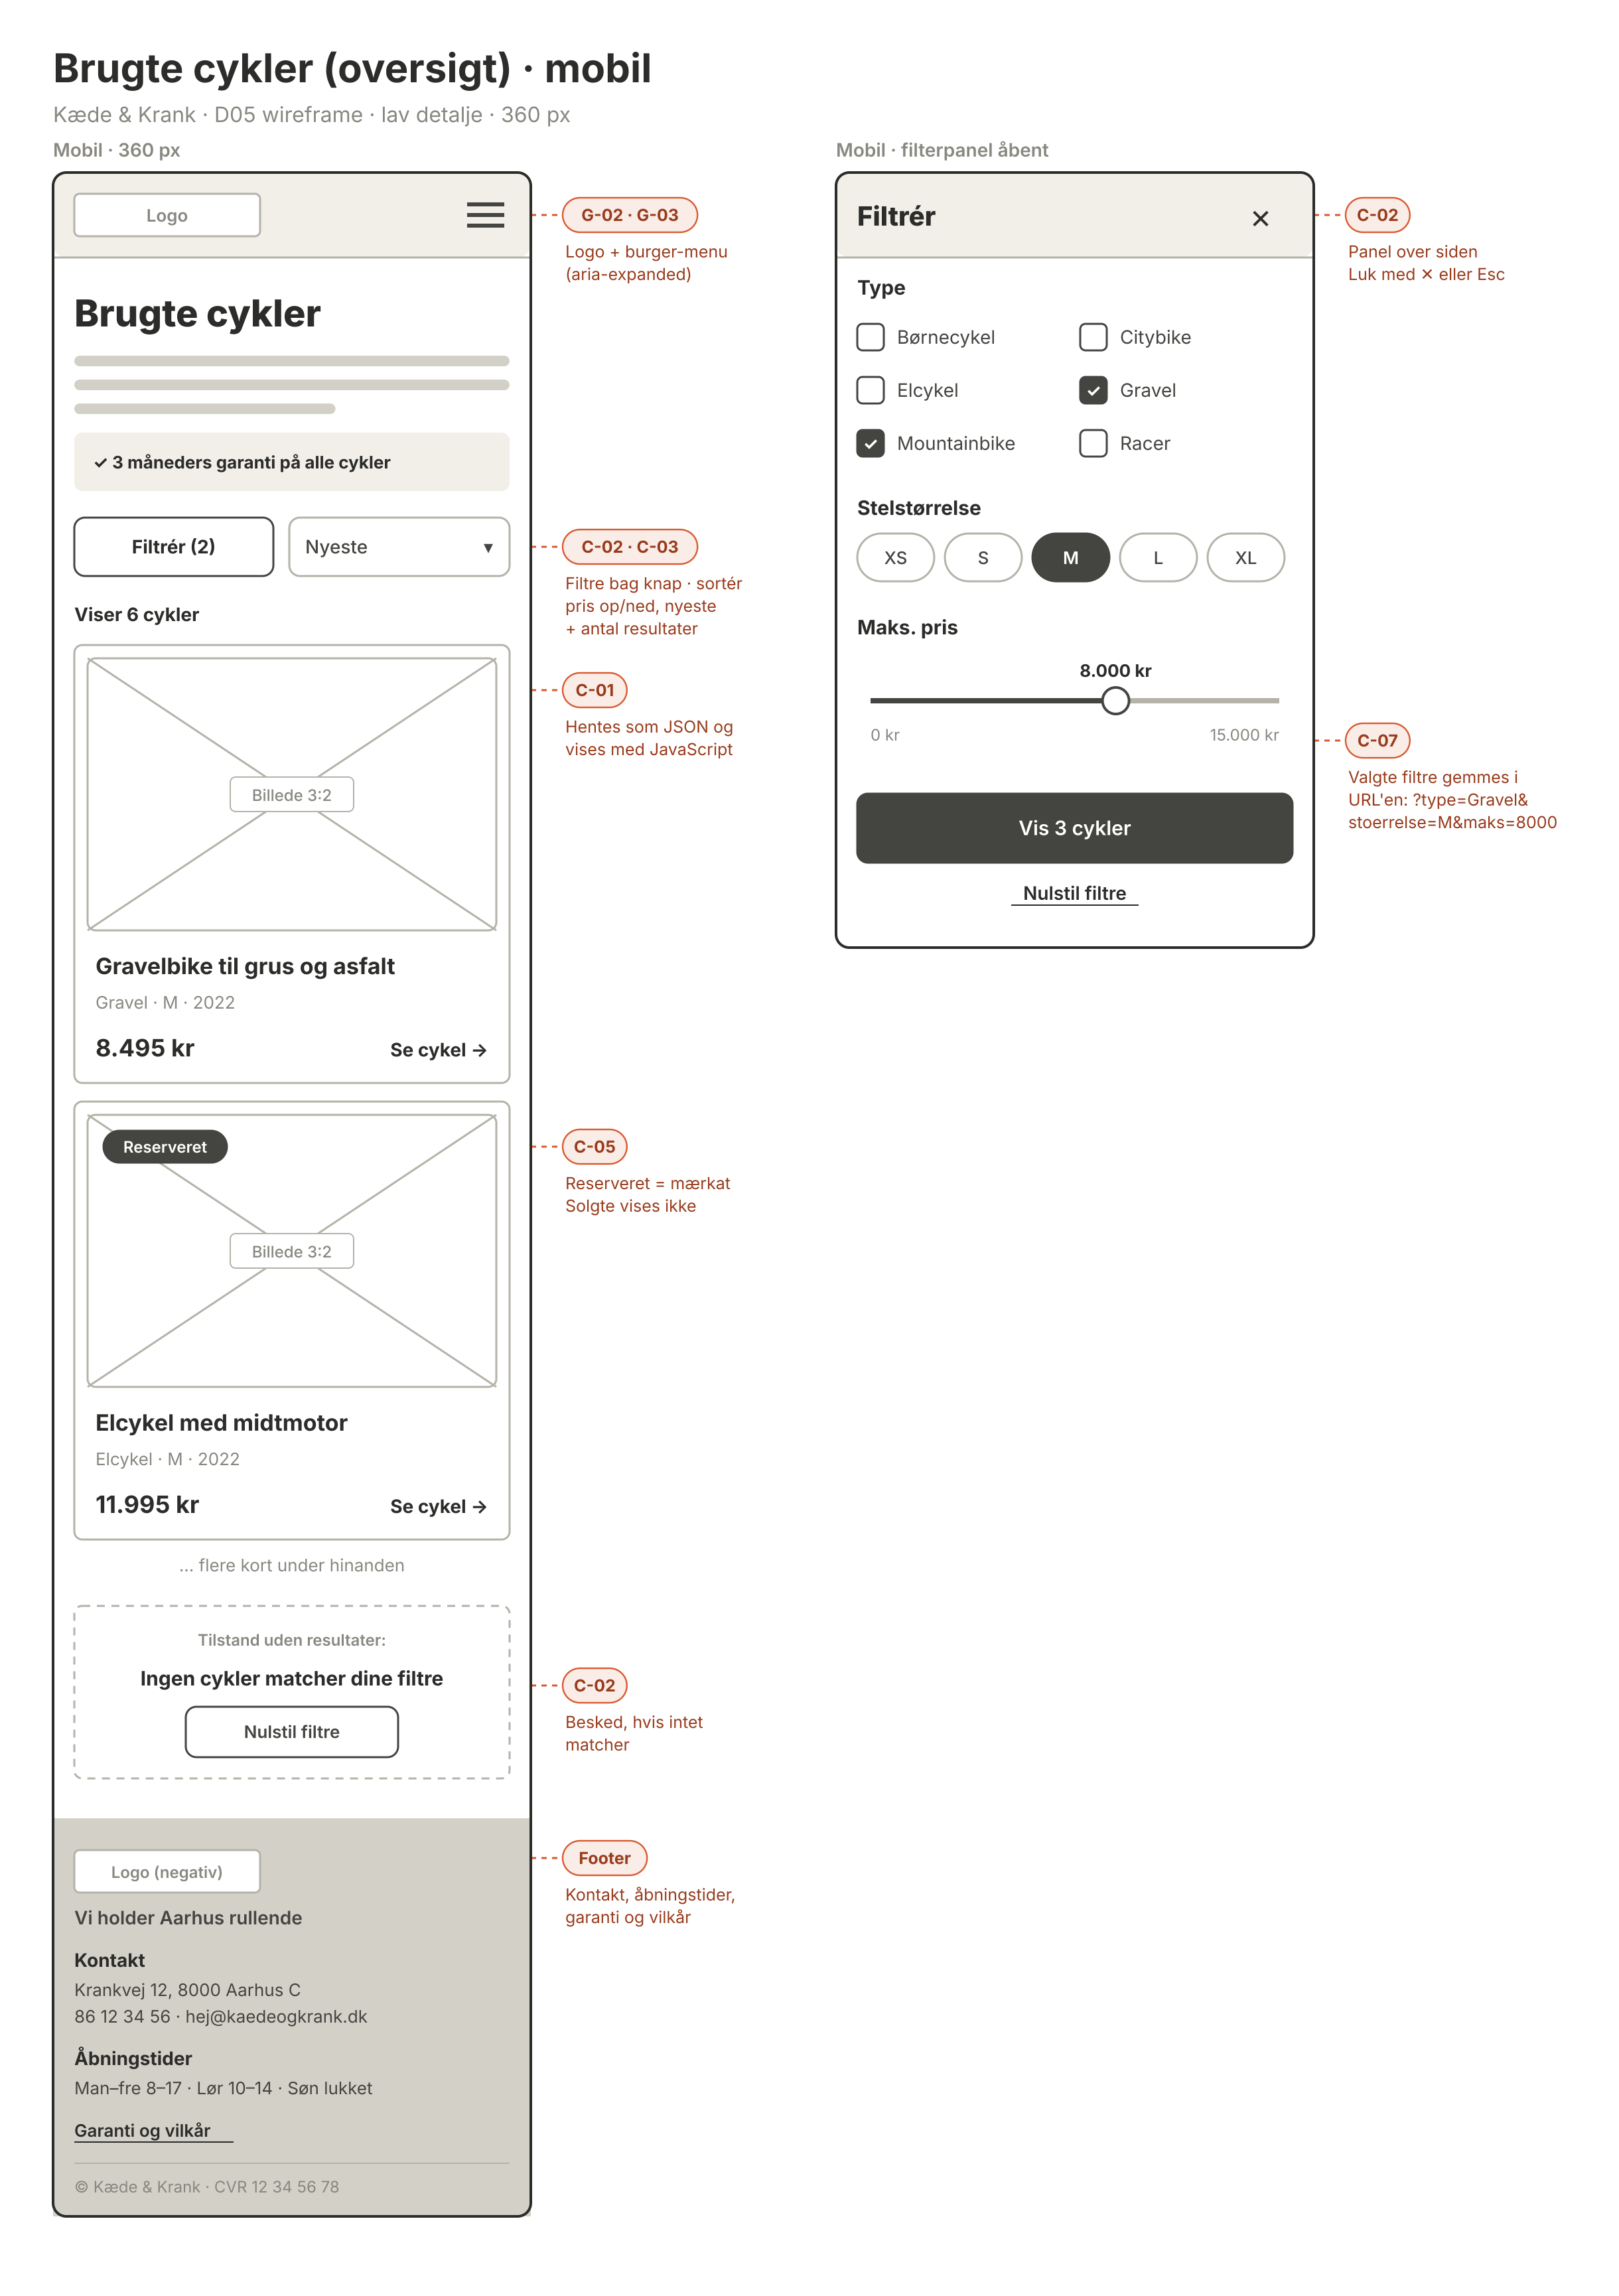 Brugte cykler (oversigt) · mobil
Kæde & Krank · D05 wireframe · lav detalje · 360 px
Mobil · 360 px
Logo
G-02 · G-03
Logo + burger-menu
(aria-expanded)
Brugte cykler
✓ 3 måneders garanti på alle cykler
Filtrér (2)
Nyeste ▾
C-02 · C-03
Filtre bag knap · sortér
pris op/ned, nyeste
+ antal resultater
Viser 6 cykler
C-01
Hentes som JSON og
vises med JavaScript
Billede 3:2
Gravelbike til grus og asfalt
Gravel · M · 2022
8.495 kr
Se cykel →
Reserveret
C-05
Reserveret = mærkat
Solgte vises ikke
Billede 3:2
Elcykel med midtmotor
Elcykel · M · 2022
11.995 kr
Se cykel →
... flere kort under hinanden
Tilstand uden resultater:
Ingen cykler matcher dine filtre
Nulstil filtre
C-02
Besked, hvis intet
matcher
Footer
Kontakt, åbningstider,
garanti og vilkår
Logo (negativ)
Vi holder Aarhus rullende
Kontakt
Krankvej 12, 8000 Aarhus C
86 12 34 56 · hej@kaedeogkrank.dk
Åbningstider
Man–fre 8–17 · Lør 10–14 · Søn lukket
Garanti og vilkår
© Kæde & Krank · CVR 12 34 56 78
Mobil · filterpanel åbent
Filtrér
✕
C-02
Panel over siden
Luk med ✕ eller Esc
Type
Børnecykel
Citybike
Elcykel
Gravel
Mountainbike
Racer
Stelstørrelse
XS
S
M
L
XL
Maks. pris
8.000 kr
0 kr
15.000 kr
C-07
Valgte filtre gemmes i
URL'en: ?type=Gravel&
stoerrelse=M&maks=8000
Vis 3 cykler
Nulstil filtre